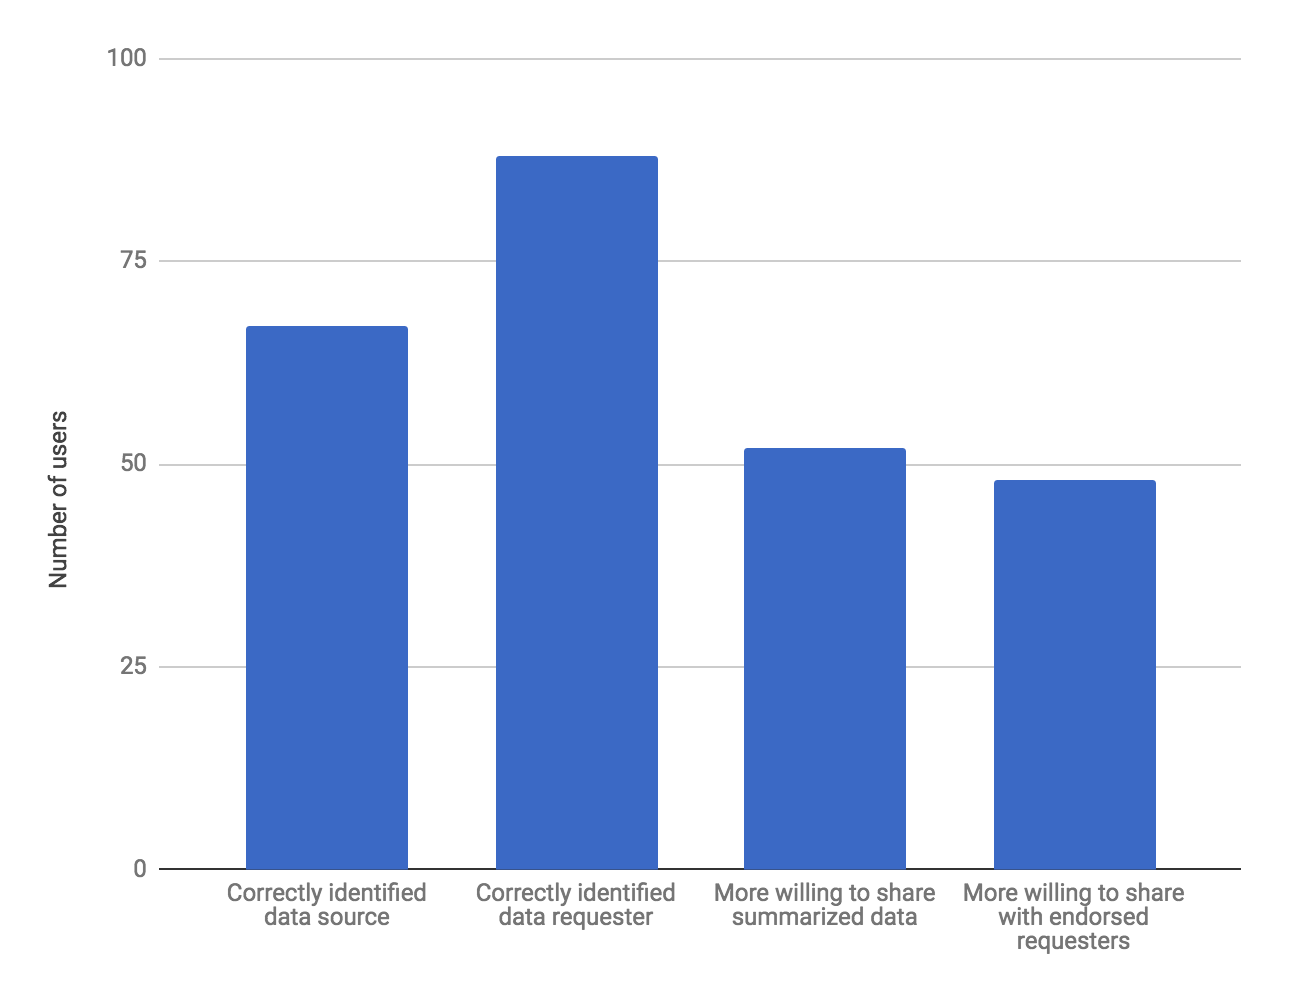 100
75
50
25
0
Number of users
Correctly identified
data source
Correctly identified
data requester
More willing to share
summarized data
More willing to share
with endorsed
requesters